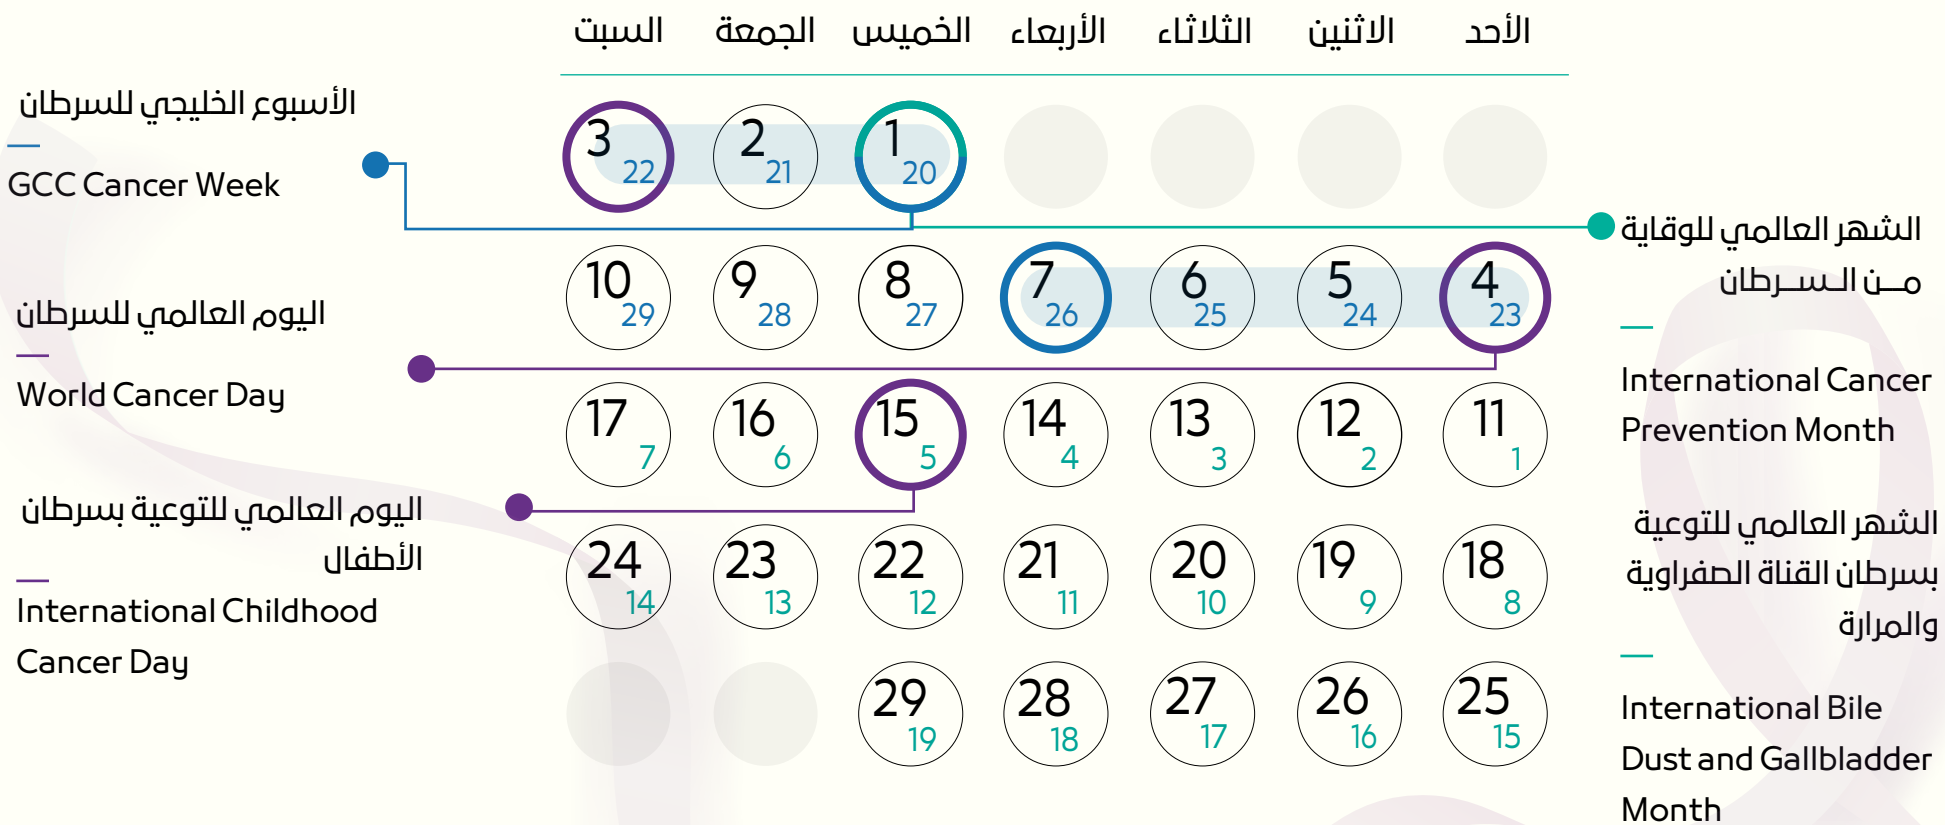 الأحد الاثنين الثلاثاء الأربعاء الخميس الجمعة السبت
1 20 2 21 3 22
4 23 5 24 6 25 7 26 8 27 9 28 10 29
11 1 12 2 13 3 14 4 15 5 16 6 17 7
18 8 19 9 20 10 21 11 22 12 23 13 24 14
25 15 26 16 27 17 28 18 29 19
الشهر العالمي للوقاية
مــن الـسـرطان
International Cancer
Prevention Month
الشهر العالمي للتوعية
بسرطان القناة الصفراوية
والمرارة
International Bile
Dust and Gallbladder
Month
الأسبوع الخليجي للسرطان
GCC Cancer Week
اليوم العالمي للسرطان
World Cancer Day
اليوم العالمي للتوعية بسرطان
الأطفال
International Childhood
Cancer Day